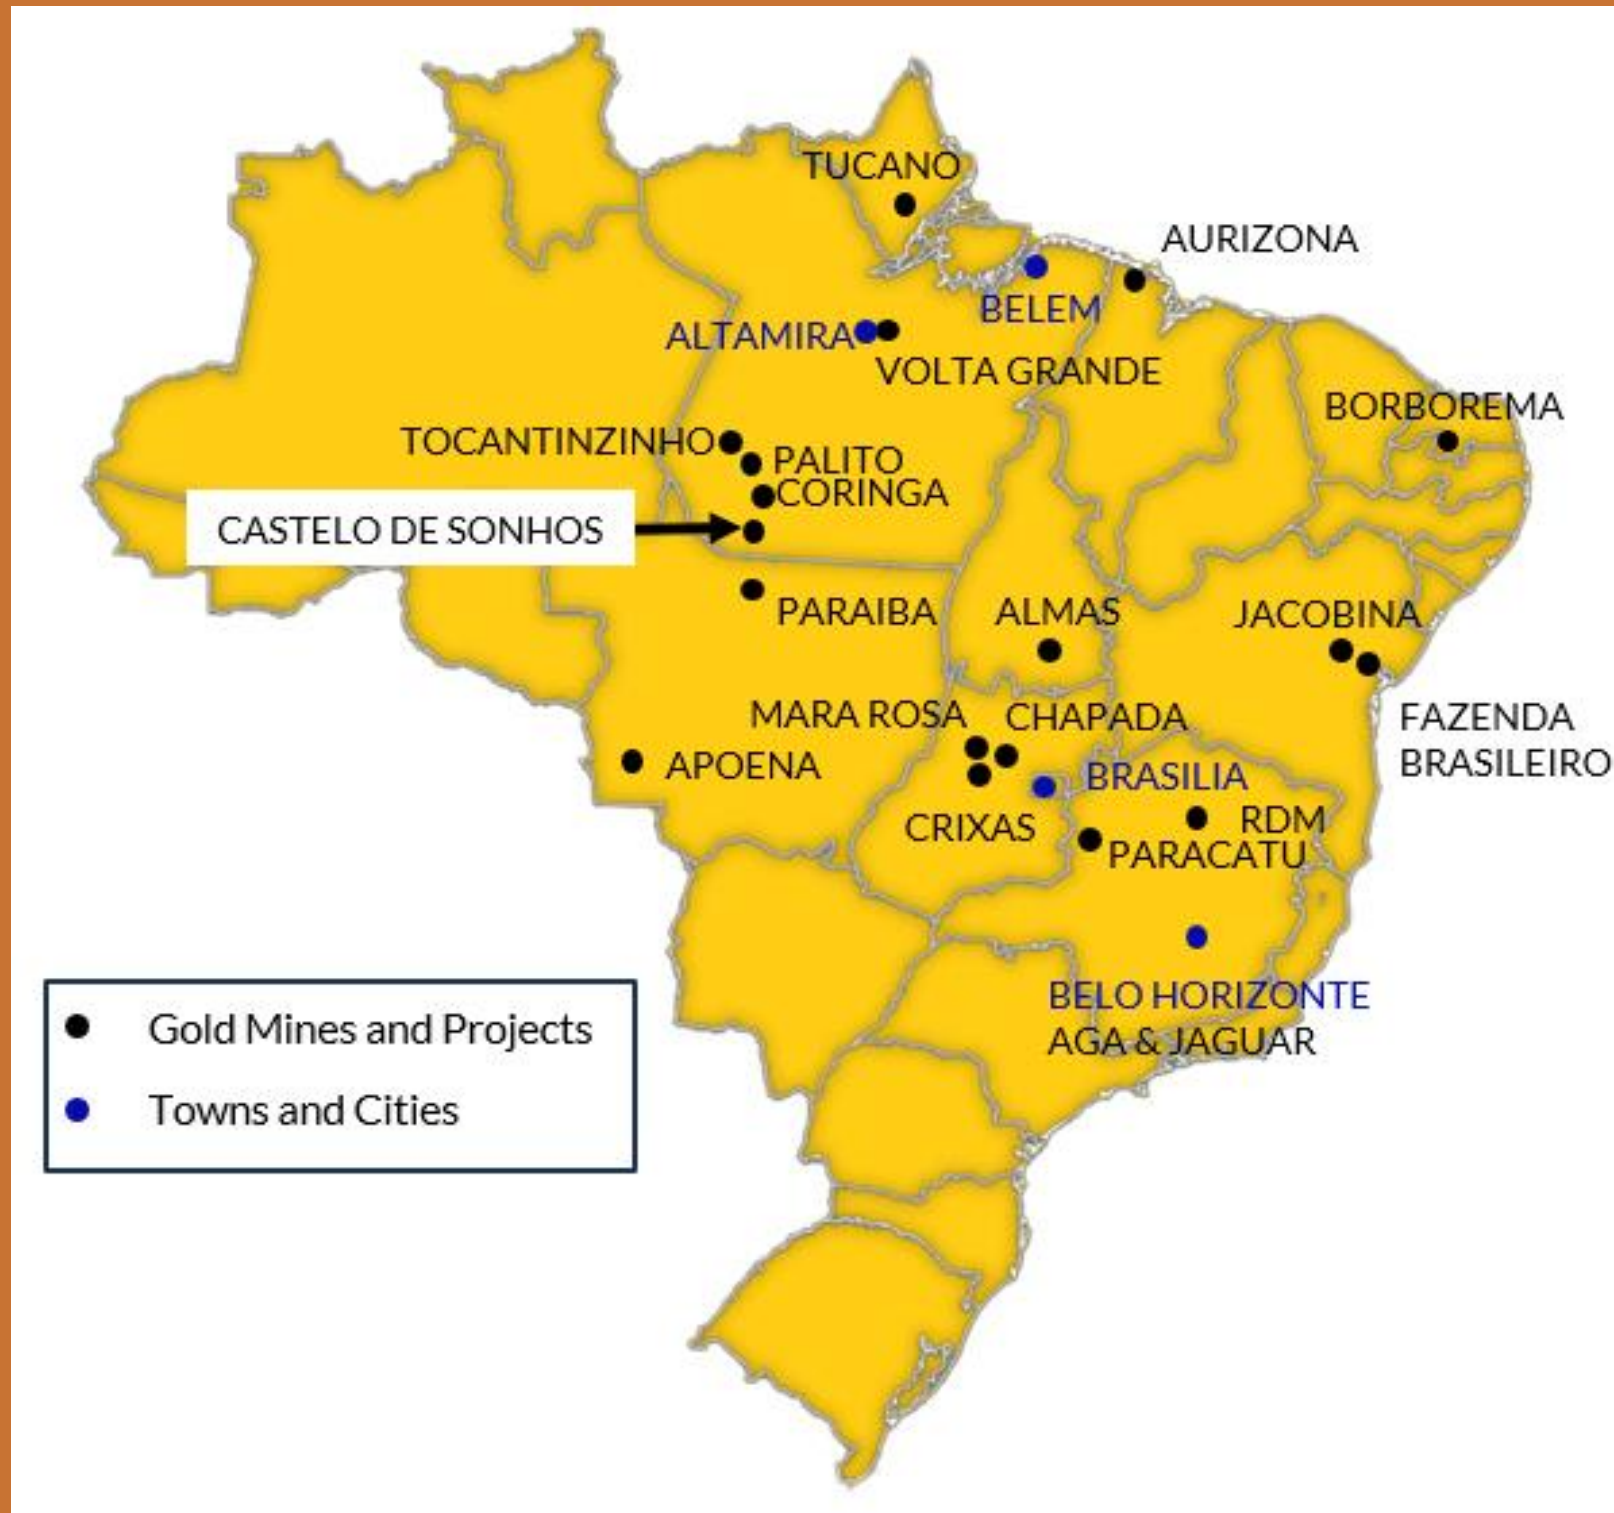 TUCANO
AURIZONA
BELEM
ALTAMIRA
VOLTA GRANDE
BORBOREMA
TOCANTINZINHO
PALITO
CORINGA
CASTELO DE SONHOS
PARAIBA
ALMAS
JACOBINA
MARA ROSA
CHAPADA
FAZENDA
BRASILEIRO
APOENA
BRASILIA
CRIXAS
RDM
PARACATU
BELO HORIZONTE
AGA & JAGUAR
Gold Mines and Projects
Towns and Cities